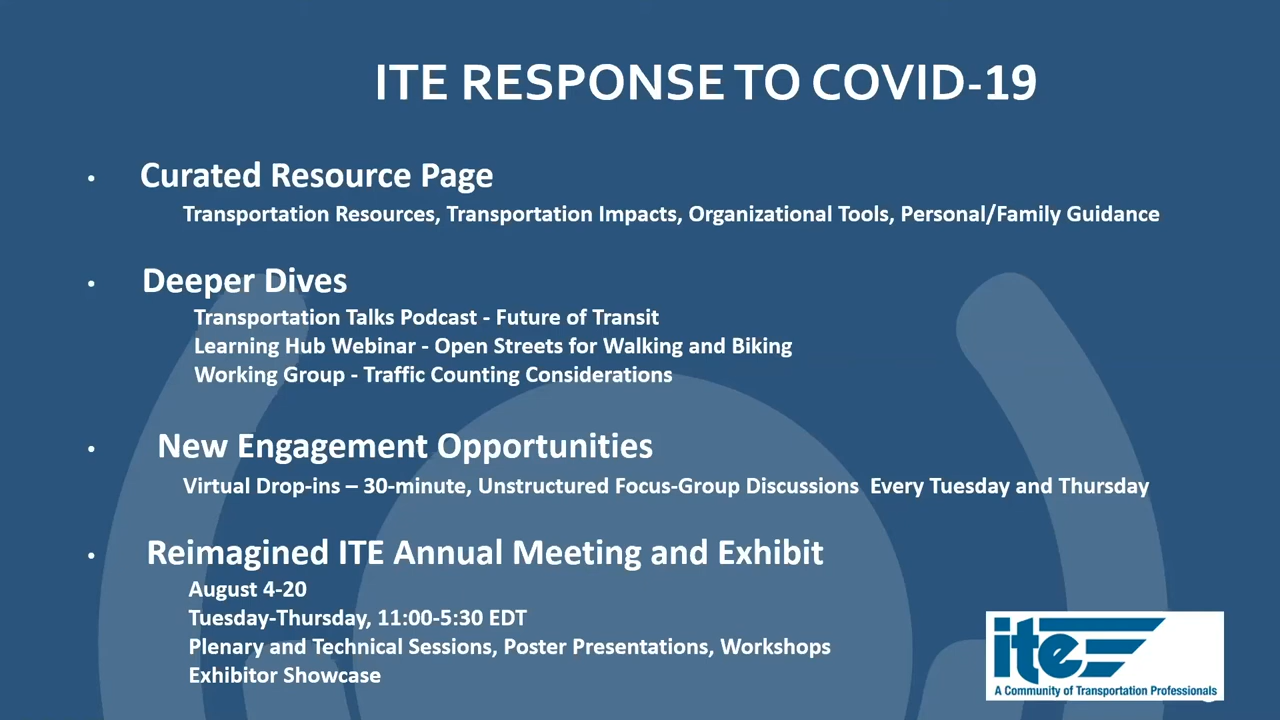 ITE RESPONSE TO COVID-19
• Curated Resource Page
Transportation Resources, Transportation Impacts, Organizational Tools, Personal/Family Guidance
• Deeper Dives
Transportation Talks Podcast - Future of Transit
Learning Hub Webinar - Open Streets for Walking and Biking
Working Group - Traffic Counting Considerations
• New Engagement Opportunities
Virtual Drop-ins – 30-minute, Unstructured Focus-Group Discussions  Every Tuesday and Thursday
• Reimagined ITE Annual Meeting and Exhibit
August 4-20
Tuesday-Thursday, 11:00-5:30 EDT
Plenary and Technical Sessions, Poster Presentations, Workshops
Exhibitor Showcase
ite
A Community of Transportation Professionals